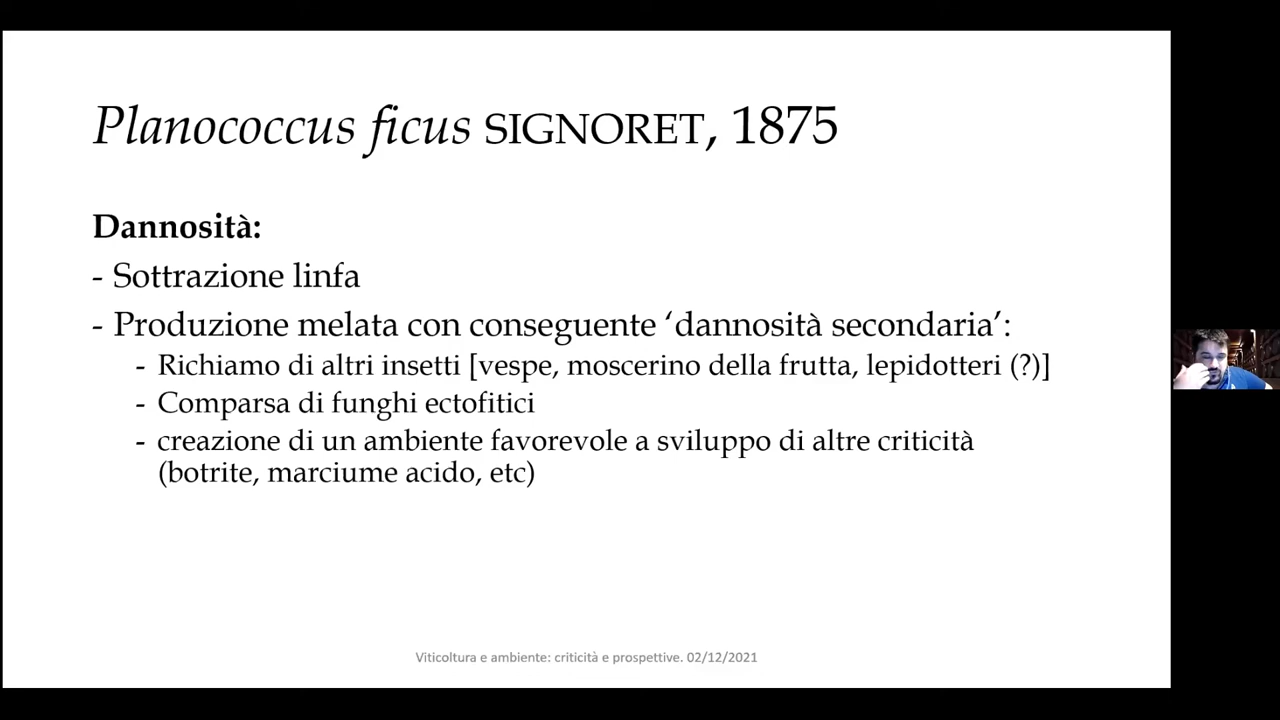 Planococcus ficus SIGNORET, 1875
Dannosità:
- Sottrazione linfa
- Produzione melata con conseguente ‘dannosità secondaria’:
- Richiamo di altri insetti [vespe, moscerino della frutta, lepidotteri (?)]
- Comparsa di funghi ectofitici
- creazione di un ambiente favorevole a sviluppo di altre criticità
(botrite, marciume acido, etc)
Viticoltura e ambiente: criticità e prospettive. 02/12/2021